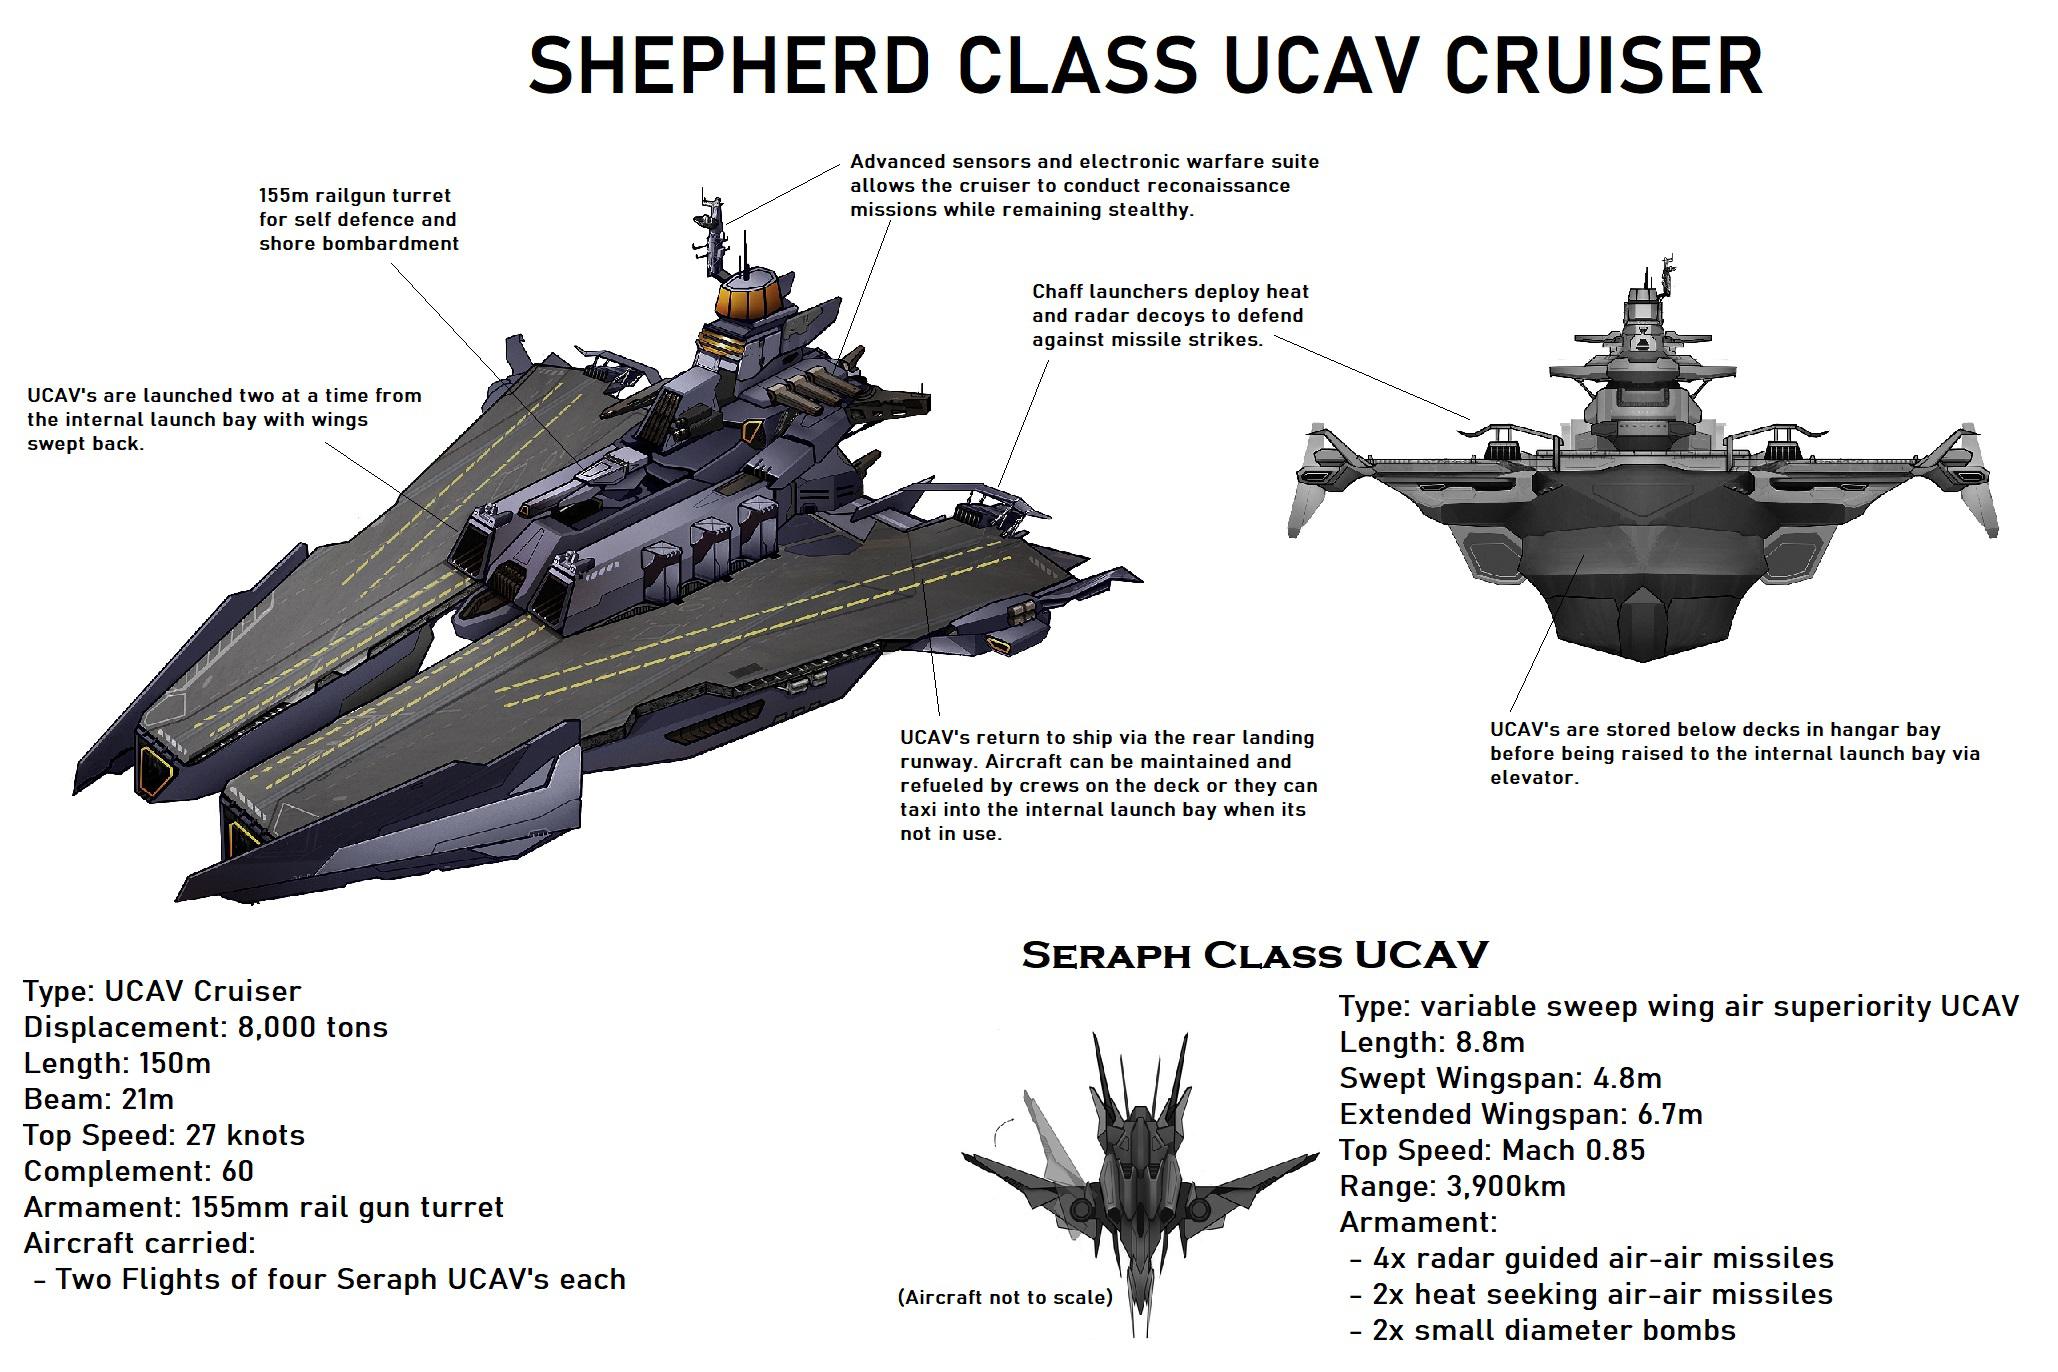 SHEPHERD CLASS UCAV CRUISER
155m railgun turret
for self defence and
shore bombardment
Advanced sensors and electronic warfare suite
allows the cruiser to conduct reconaissance
missions while remaining stealthy.
Chaff launchers deploy heat
and radar decoys to defend
against missile strikes.
UCAV's are launched two at a time from
the internal launch bay with wings
swept back.
UCAV's return to ship via the rear landing
runway. Aircraft can be maintained and
refueled by crews on the deck or they can
taxi into the internal launch bay when its
not in use.
UCAV's are stored below decks in hangar bay
before being raised to the internal launch bay via
elevator.
Type: UCAV Cruiser
Displacement: 8,000 tons
Length: 150m
Beam: 21m
Top Speed: 27 knots
Complement: 60
Armament: 155mm rail gun turret
Aircraft carried:
- Two Flights of four Seraph UCAV's each
Seraph Class UCAV
(Aircraft not to scale)
Type: variable sweep wing air superiority UCAV
Length: 8.8m
Swept Wingspan: 4.8m
Extended Wingspan: 6.7m
Top Speed: Mach 0.85
Range: 3,900km
Armament:
- 4x radar guided air-air missiles
- 2x heat seeking air-air missiles
- 2x small diameter bombs